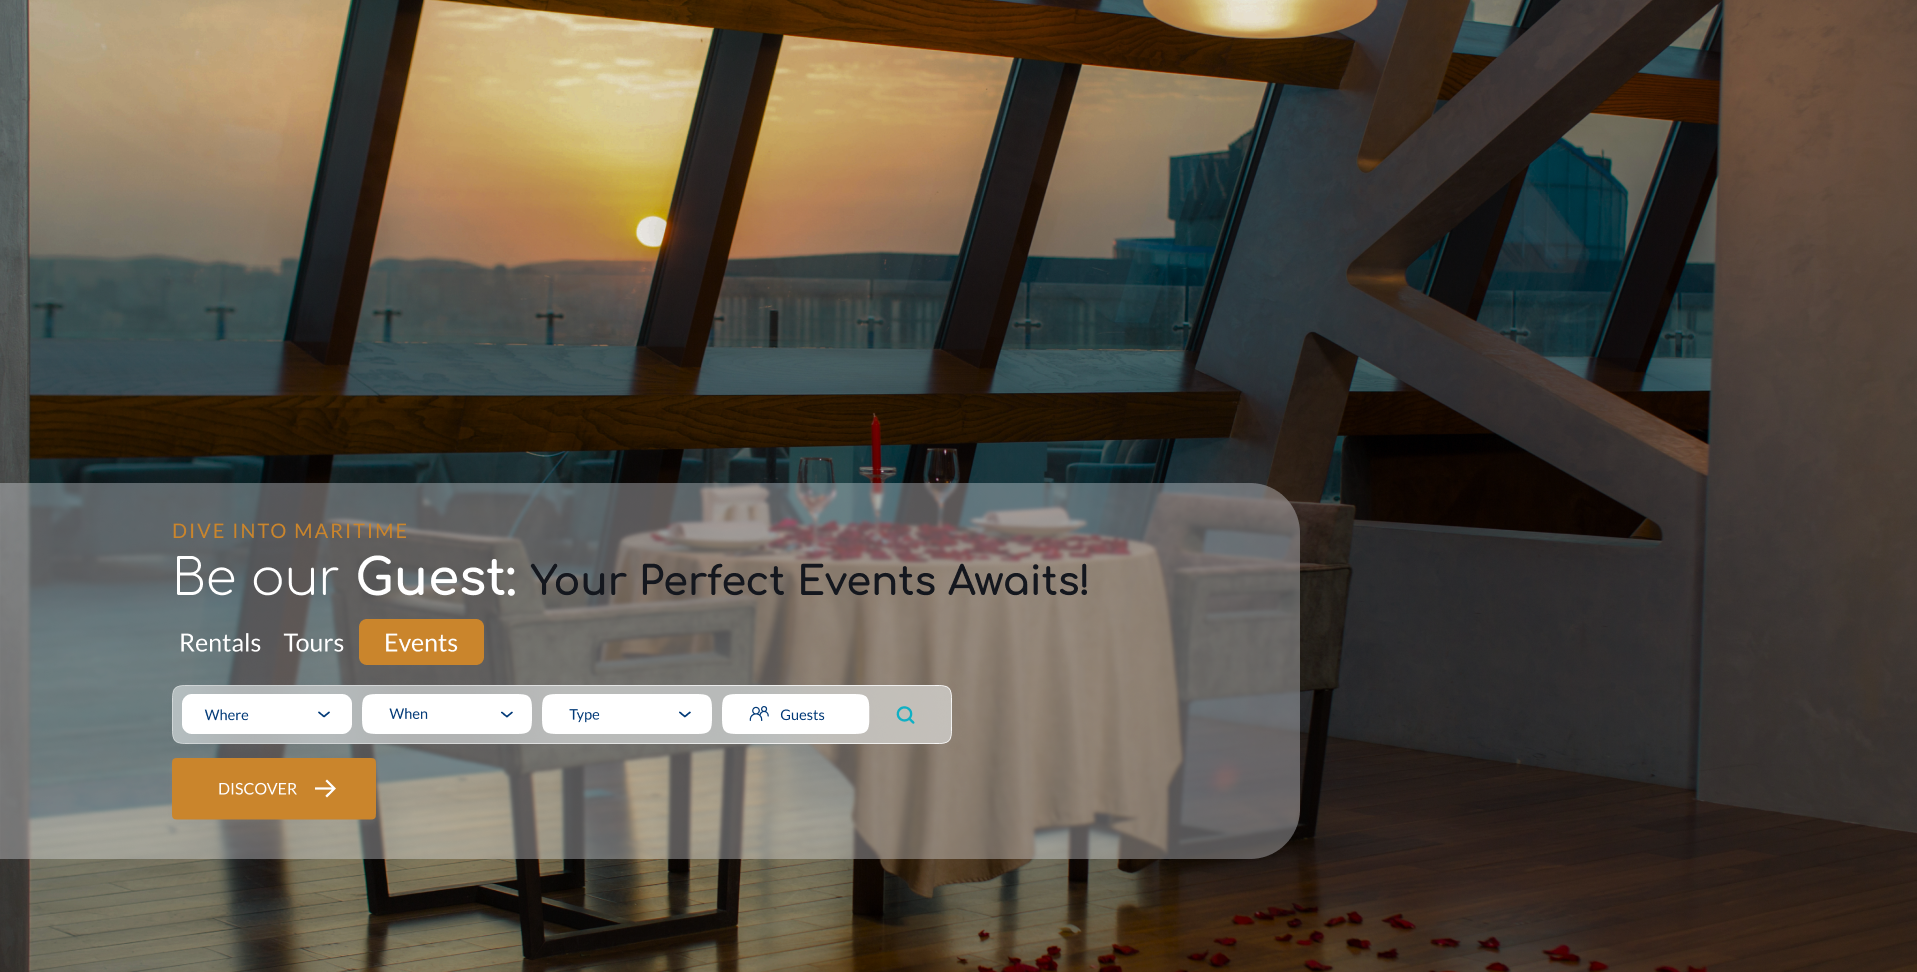 DIVE INTO MARITIME
Be our Guest: Your Perfect Events Awaits!
Rentals Tours Events
Where When Type Guests
DISCOVER